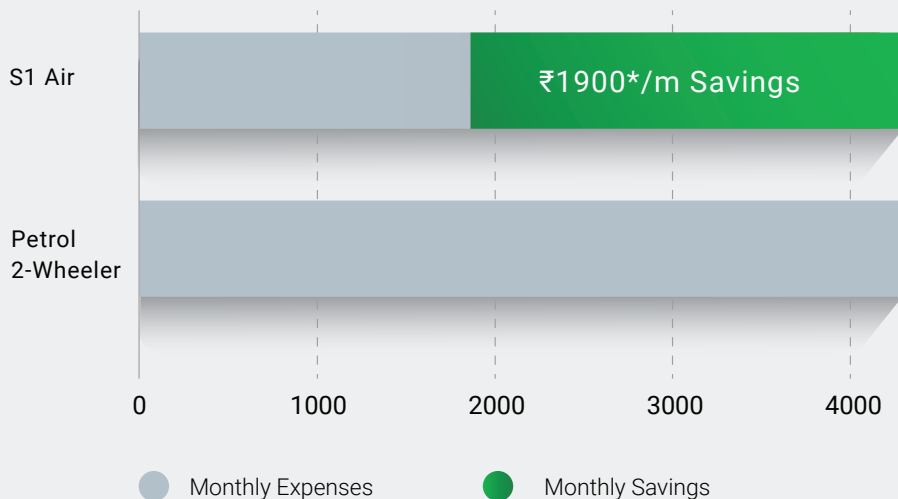 S1 Air
₹1900*/m Savings
Petrol
2-Wheeler
0 1000 2000 3000 4000
Monthly Expenses Monthly Savings